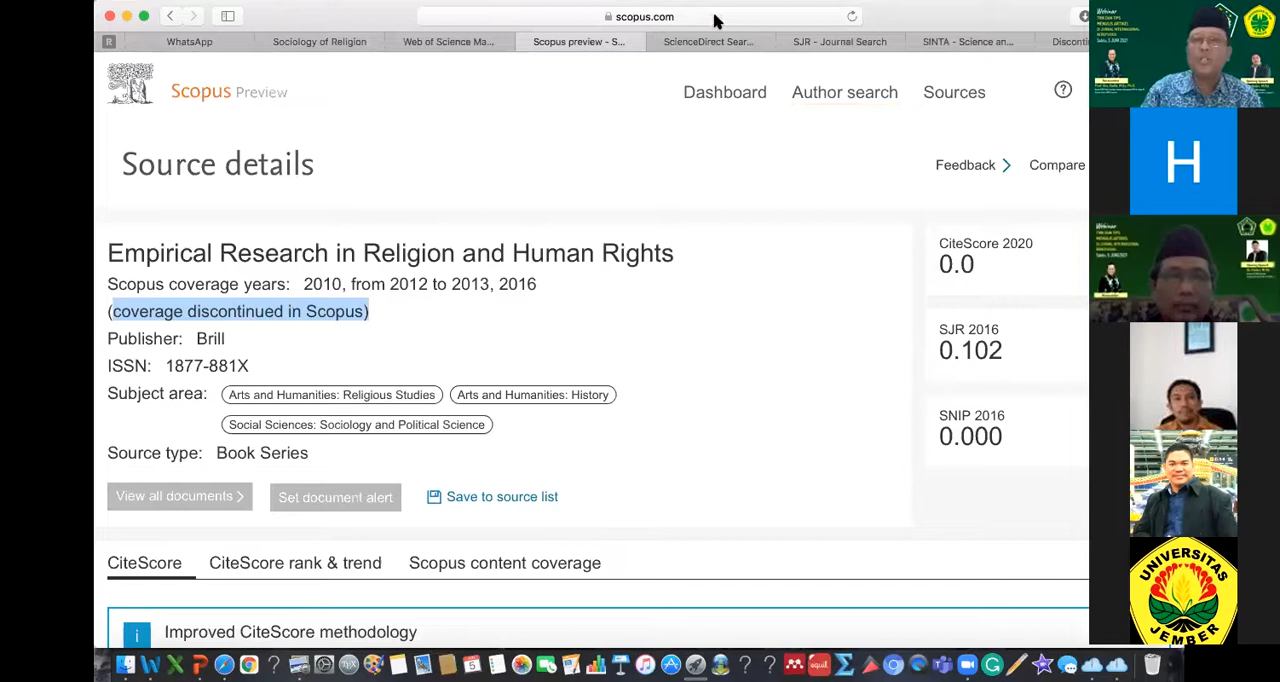 scopus.com
R
WhatsApp
Sociology of Religion
Web of Science Ma...
Scopus preview - S...
ScienceDirect Sear...
SJR - Journal Search
SINTA - Science an...
Discont
Scopus Preview
Dashboard
Author search
Sources
Source details
Feedback
Compare
Empirical Research in Religion and Human Rights
Scopus coverage years: 2010, from 2012 to 2013, 2016
(coverage discontinued in Scopus)
Publisher: Brill
ISSN: 1877-881X
Subject area: Arts and Humanities: Religious Studies Arts and Humanities: History
Social Sciences: Sociology and Political Science
Source type: Book Series
View all documents
Set document alert
Save to source list
CiteScore 2020
0.0
SJR 2016
0.102
SNIP 2016
0.000
CiteScore
CiteScore rank & trend
Scopus content coverage
i
Improved CiteScore methodology
Webinar
H
UNIVERSITAS
JEMBER